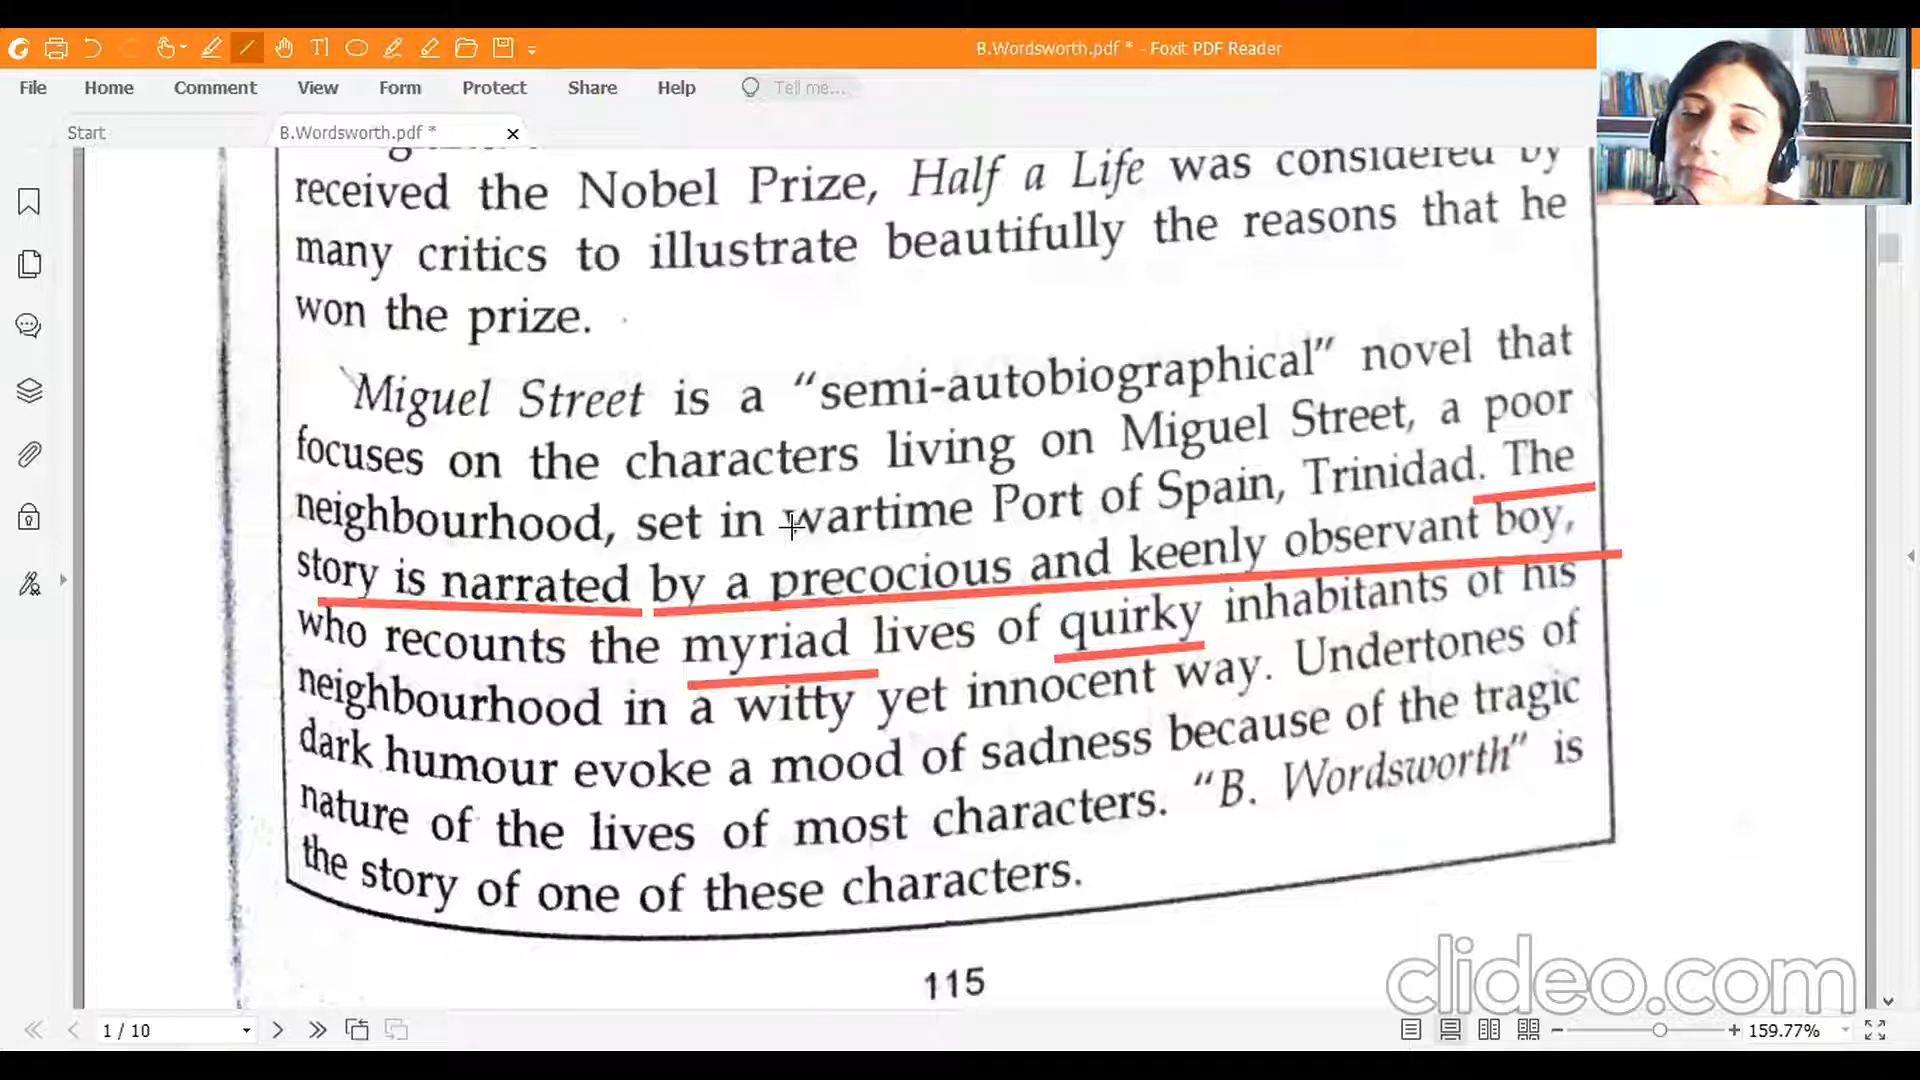 B.Wordsworth.pdf * - Foxit PDF Reader
File Home Comment View Form Protect Share Help Tell me...
Start B.Wordsworth.pdf *
received the Nobel Prize, Half a Life was considered by
many critics to illustrate beautifully the reasons that he
won the prize.
Miguel Street is a "semi-autobiographical" novel that
focuses on the characters living on Miguel Street, a poor
neighbourhood, set in wartime Port of Spain, Trinidad. The
story is narrated by a precocious and keenly observant boy,
who recounts the myriad lives of quirky inhabitants of his
neighbourhood in a witty yet innocent way. Undertones of
dark humour evoke a mood of sadness because of the tragic
nature of the lives of most characters. "B. Wordsworth" is
the story of one of these characters.
115
clideo.com
1 / 10 159.77%